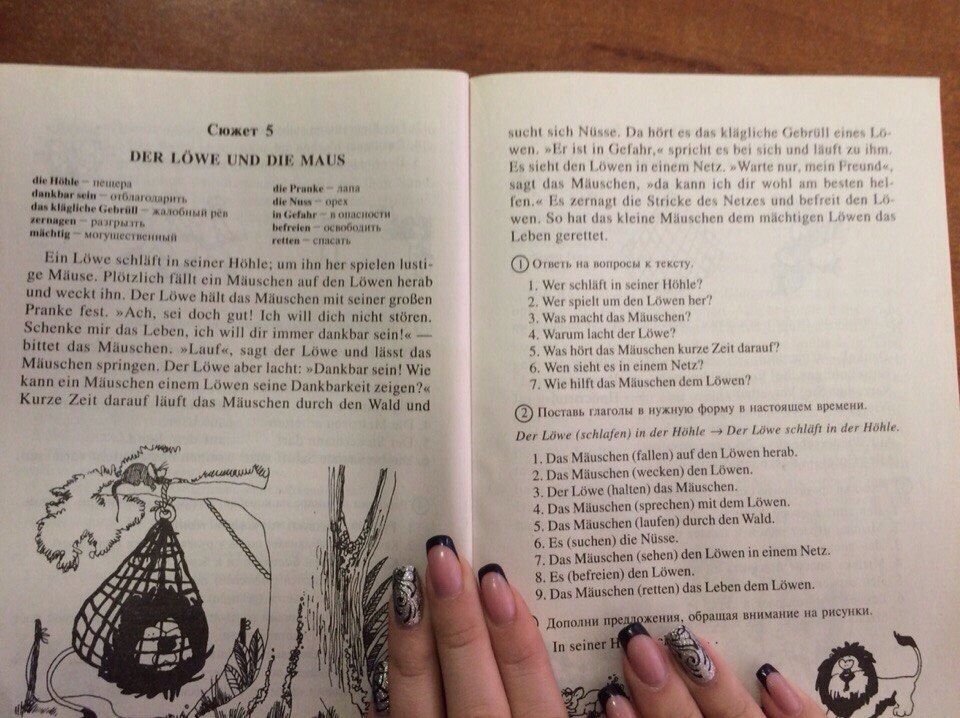 Сюжет 5
DER LÖWE UND DIE MAUS
die Höhle — пещера
dankbar sein — отблагодарить
das klägliche Gebrüll — жалобный рёв
zernagen — разгрызть
mächtig — могущественный
die Pranke — лапа
die Nuss — орех
in Gefahr — в опасности
befreien — освободить
retten — спасать
Ein Löwe schläft in seiner Höhle; um ihn her spielen lusti-
ge Mäuse. Plötzlich fällt ein Mäuschen auf den Löwen herab
und weckt ihn. Der Löwe hält das Mäuschen mit seiner großen
Pranke fest. »Ach, sei doch gut! Ich will dich nicht stören.
Schenke mir das Leben, ich will dir immer dankbar sein!« —
bittet das Mäuschen. »Lauf«, sagt der Löwe und lässt das
Mäuschen springen. Der Löwe aber lacht: »Dankbar sein! Wie
kann ein Mäuschen einem Löwen seine Dankbarkeit zeigen?«
Kurze Zeit darauf läuft das Mäuschen durch den Wald und
sucht sich Nüsse. Da hört es das klägliche Gebrüll eines Lö-
wen. »Er ist in Gefahr,« spricht es bei sich und läuft zu ihm.
Es sieht den Löwen in einem Netz. »Warte nur, mein Freund«,
sagt das Mäuschen, »da kann ich dir wohl am besten hel-
fen.« Es zernagt die Stricke des Netzes und befreit den Lö-
wen. So hat das kleine Mäuschen dem mächtigen Löwen das
Leben gerettet.
1 Ответь на вопросы к тексту.
1. Wer schläft in seiner Höhle?
2. Wer spielt um den Löwen her?
3. Was macht das Mäuschen?
4. Warum lacht der Löwe?
5. Was hört das Mäuschen kurze Zeit darauf?
6. Wen sieht es in einem Netz?
7. Wie hilft das Mäuschen dem Löwen?
2 Поставь глаголы в нужную форму в настоящем времени.
Der Löwe (schlafen) in der Höhle → Der Löwe schläft in der Höhle.
1. Das Mäuschen (fallen) auf den Löwen herab.
2. Das Mäuschen (wecken) den Löwen.
3. Der Löwe (halten) das Mäuschen.
4. Das Mäuschen (sprechen) mit dem Löwen.
5. Das Mäuschen (laufen) durch den Wald.
6. Es (suchen) die Nüsse.
7. Das Mäuschen (sehen) den Löwen in einem Netz.
8. Es (befreien) den Löwen.
9. Das Mäuschen (retten) das Leben dem Löwen.
Дополни предложения, обращая внимание на рисунки.
In seiner